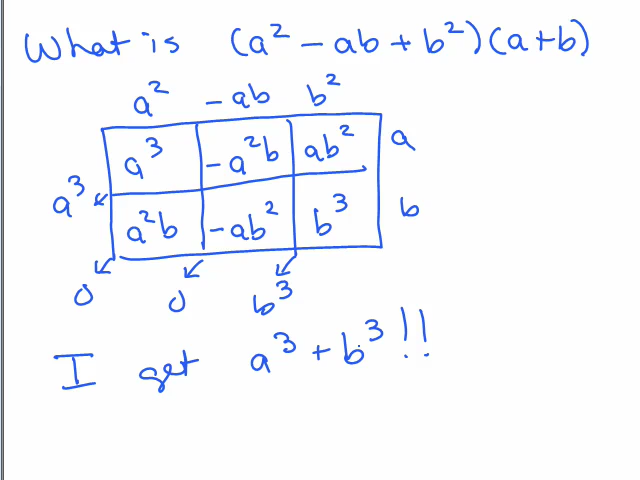 What is (a² - ab + b²)(a+b)
a² - ab b²
a³ - a²b ab² a
a³
a²b - ab² b³ b
0 0 b³
I get a³ + b³ !!